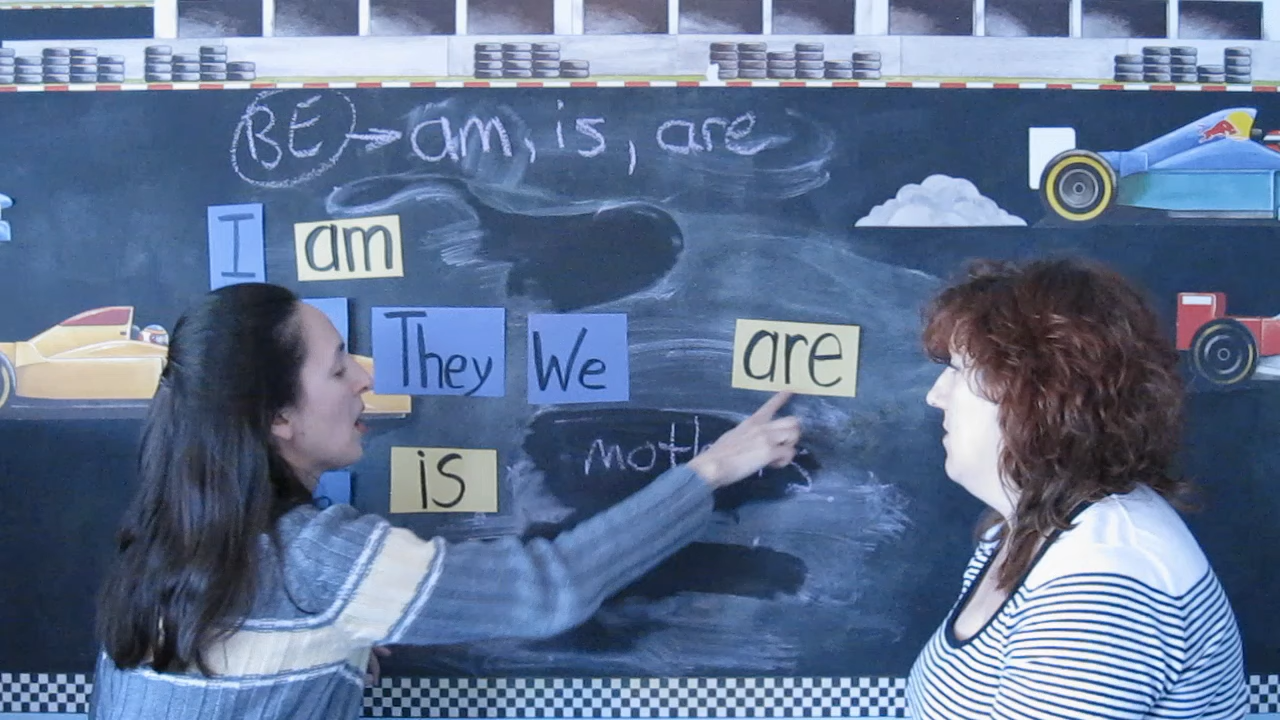 BE → am, is, are
I am
They We are
is